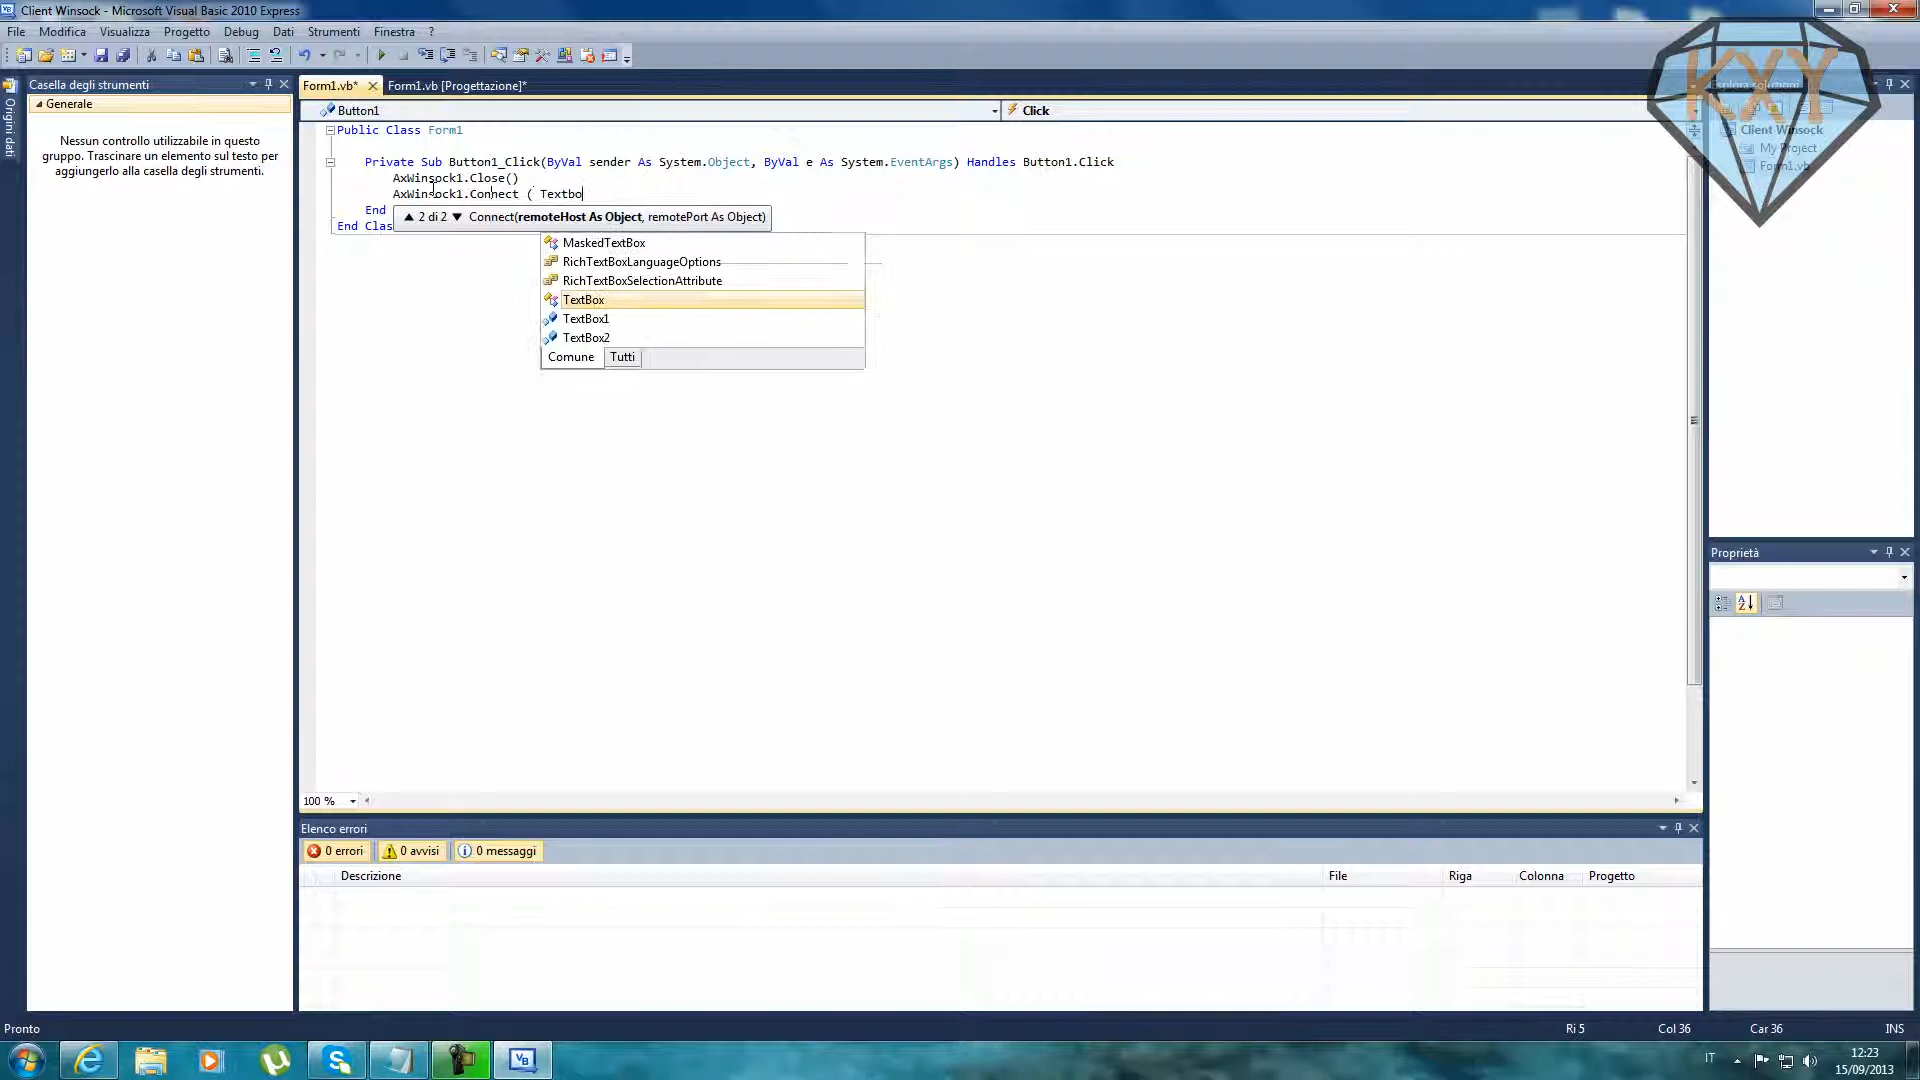 Client Winsock - Microsoft Visual Basic 2010 Express
File Modifica Visualizza Progetto Debug Dati Strumenti Finestra ?
Casella degli strumenti
Form1.vb* Form1.vb [Progettazione]*
Esplora soluzioni
KXY
Generale
Button1 Click
Origini dati
Nessun controllo utilizzabile in questo
gruppo. Trascinare un elemento sul testo per
aggiungerlo alla casella degli strumenti.
Client Winsock
My Project
Form1.vb
Public Class Form1
Private Sub Button1_Click(ByVal sender As System.Object, ByVal e As System.EventArgs) Handles Button1.Click
AxWinsock1.Close()
AxWinsock1.Connect ( Textbo
End
End Clas
2 di 2 Connect(remoteHost As Object, remotePort As Object)
MaskedTextBox
RichTextBoxLanguageOptions
RichTextBoxSelectionAttribute
TextBox
TextBox1
TextBox2
Comune Tutti
Proprietà
100 %
Elenco errori
0 errori 0 avvisi 0 messaggi
Descrizione File Riga Colonna Progetto
Pronto Ri 5 Col 36 Car 36 INS
IT
12:23
15/09/2013